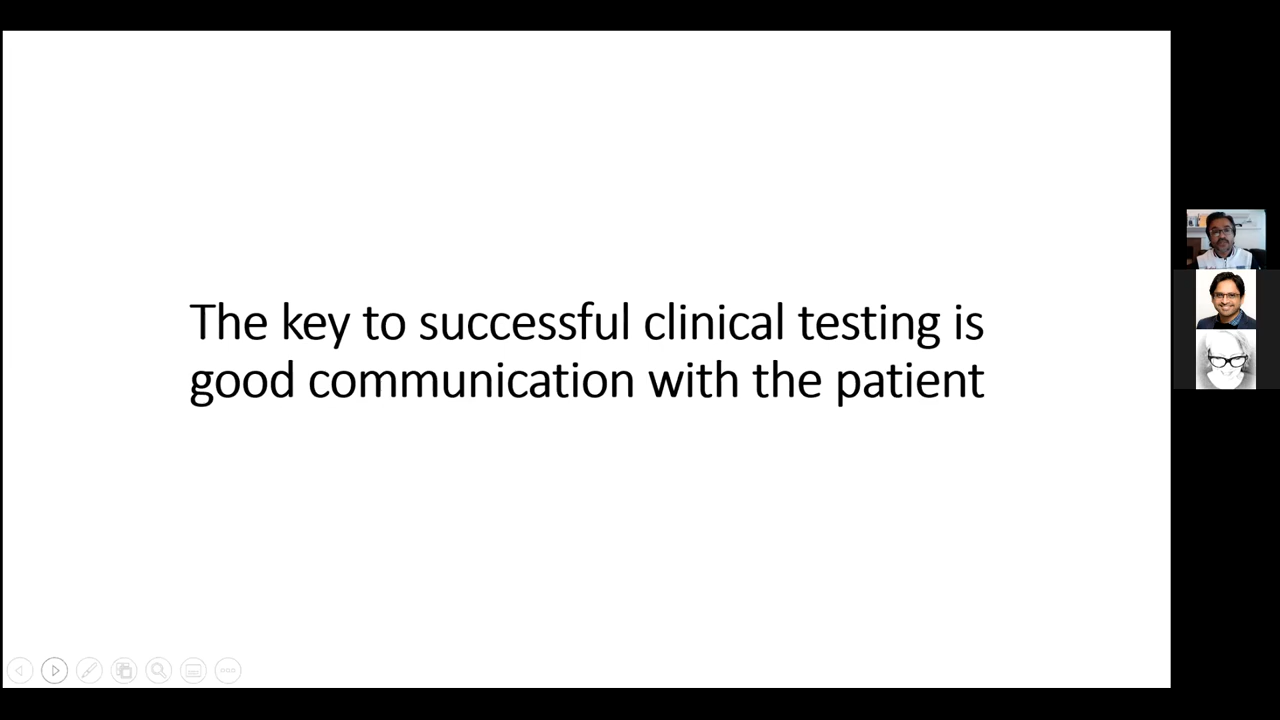 The key to successful clinical testing is
good communication with the patient